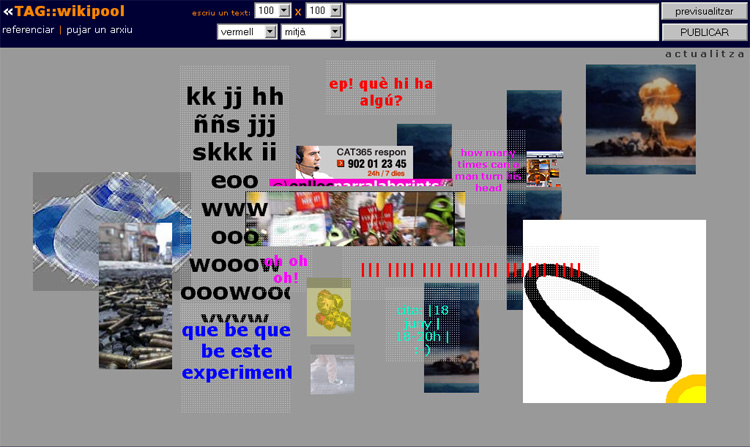 «TAG::wikipool
referenciar | pujar un arxiu
escriu un text:
100 x 100
vermell
mitjà
previsualitzar
PUBLICAR
actualitza
kk jj hh
ññs jjj
skkk ii
eoo
www
ooo
wooow
ooowooo
ep! què hi ha
algú?
CAT365 respon
902 01 23 45
24h / 7 dies
how many
times can a
man turn his
head
oh oh
oh!
||| |||| ||| ||||||| |||||| ||||
|18
juny |
18-20h |
:-)
que be que
be este
experiment